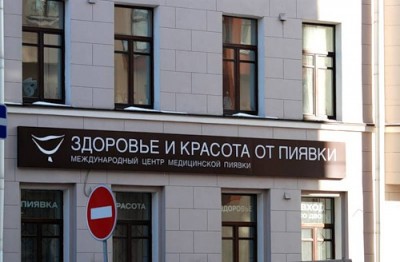 ЗДОРОВЬЕ И КРАСОТА ОТ ПИЯВКИ
МЕЖДУНАРОДНЫЙ ЦЕНТР МЕДИЦИНСКОЙ ПИЯВКИ
ПИЯВКА
КРАСОТА
ЗДОРОВЬЕ
ВХОД